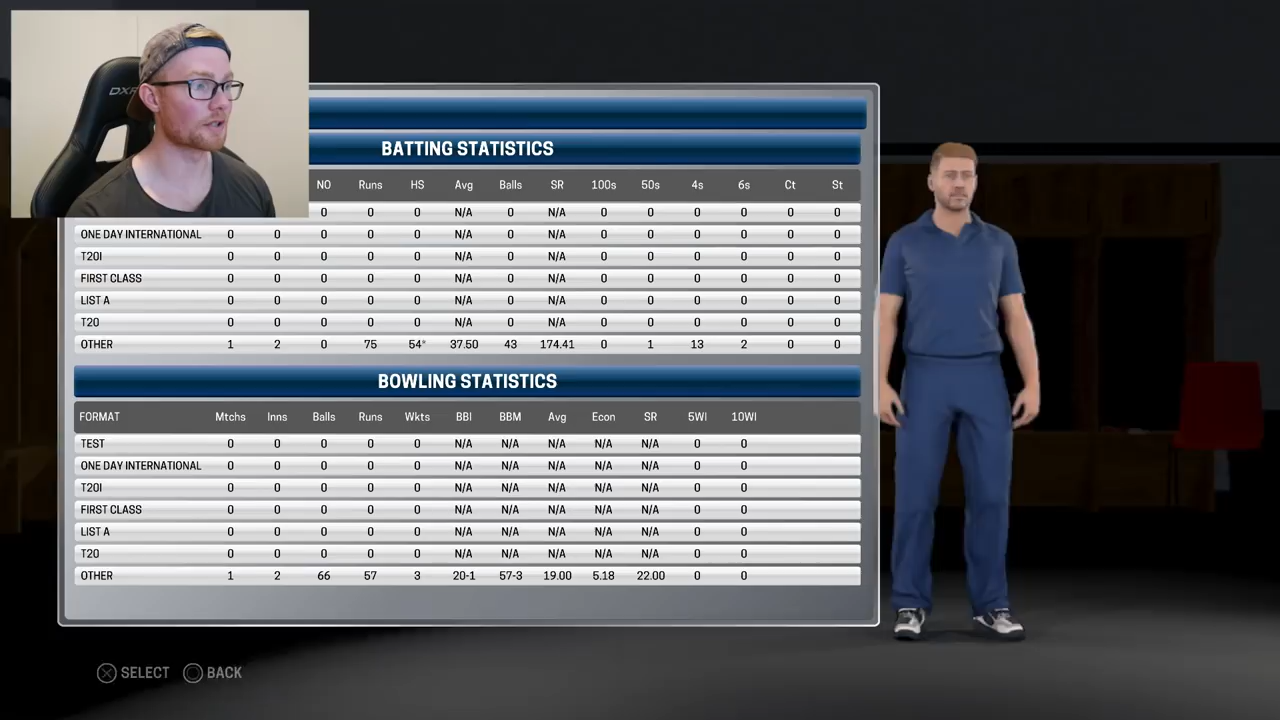 DXR
BATTING STATISTICS
NO Runs HS Avg Balls SR 100s 50s 4s 6s Ct St
0 0 0 N/A 0 N/A 0 0 0 0 0 0
ONE DAY INTERNATIONAL 0 0 0 0 0 N/A 0 N/A 0 0 0 0 0 0
T20I 0 0 0 0 0 N/A 0 N/A 0 0 0 0 0 0
FIRST CLASS 0 0 0 0 0 N/A 0 N/A 0 0 0 0 0 0
LIST A 0 0 0 0 0 N/A 0 N/A 0 0 0 0 0 0
T20 0 0 0 0 0 N/A 0 N/A 0 0 0 0 0 0
OTHER 1 2 0 75 54* 37.50 43 174.41 0 1 13 2 0 0
BOWLING STATISTICS
FORMAT Mtchs Inns Balls Runs Wkts BBI BBM Avg Econ SR 5WI 10WI
TEST 0 0 0 0 0 N/A N/A N/A N/A N/A 0 0
ONE DAY INTERNATIONAL 0 0 0 0 0 N/A N/A N/A N/A N/A 0 0
T20I 0 0 0 0 0 N/A N/A N/A N/A N/A 0 0
FIRST CLASS 0 0 0 0 0 N/A N/A N/A N/A N/A 0 0
LIST A 0 0 0 0 0 N/A N/A N/A N/A N/A 0 0
T20 0 0 0 0 0 N/A N/A N/A N/A N/A 0 0
OTHER 1 2 66 57 3 20-1 57-3 19.00 5.18 22.00 0 0
SELECT BACK